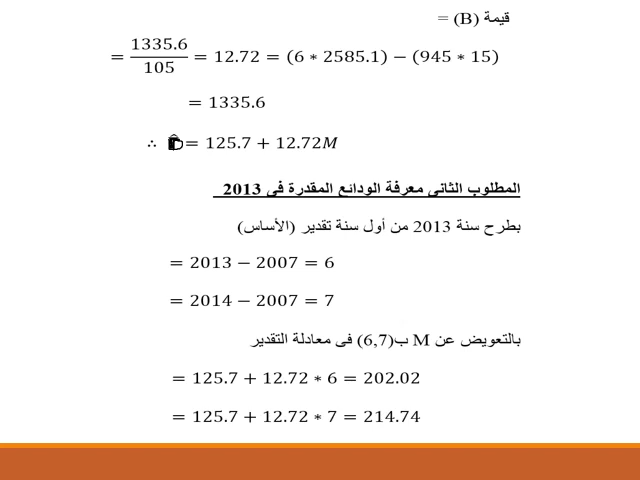 قيمة (B) =
= 1335.6/105 = 12.72 = (6 * 2585.1) − (945 * 15)
= 1335.6
∴ = 125.7 + 12.72M
المطلوب الثانى معرفة الودائع المقدرة فى 2013
بطرح سنة 2013 من أول سنة تقدير (الأساس)
= 2013 − 2007 = 6
= 2014 − 2007 = 7
بالتعويض عن M ب(6,7) فى معادلة التقدير
= 125.7 + 12.72 * 6 = 202.02
= 125.7 + 12.72 * 7 = 214.74